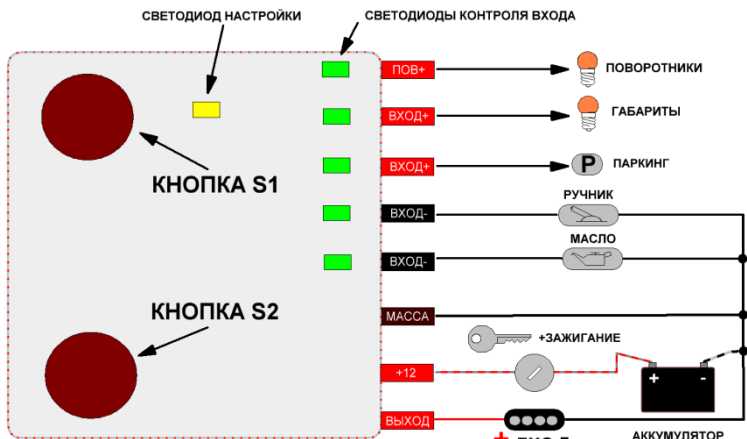 СВЕТОДИОД НАСТРОЙКИ
СВЕТОДИОДЫ КОНТРОЛЯ ВХОДА
ПОВ+
ПОВОРОТНИКИ
ВХОД+
ГАБАРИТЫ
ВХОД+
P
ПАРКИНГ
КНОПКА S1
РУЧНИК
ВХОД-
МАСЛО
ВХОД-
КНОПКА S2
МАССА
+ЗАЖИГАНИЕ
+12
+ -
ВЫХОД
+
АККУМУЛЯТОР